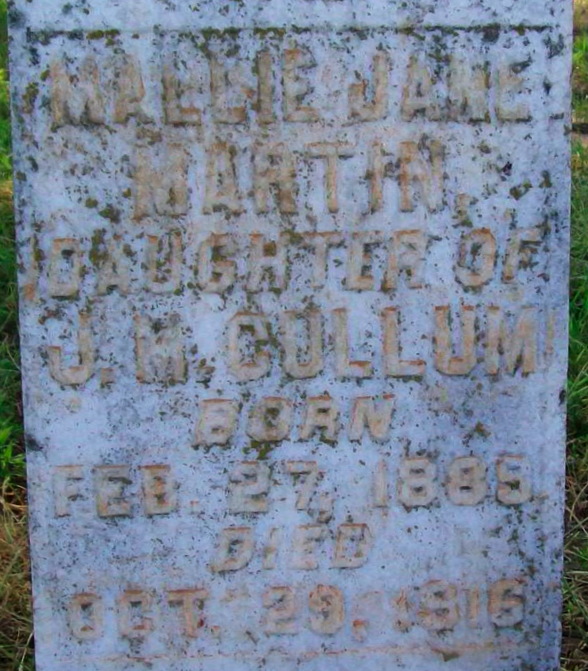 MALLIE JANE
MARTIN,
DAUGHTER OF
J. M. CULLUM
BORN
FEB. 27, 1885.
DIED
OCT. 29, 1916